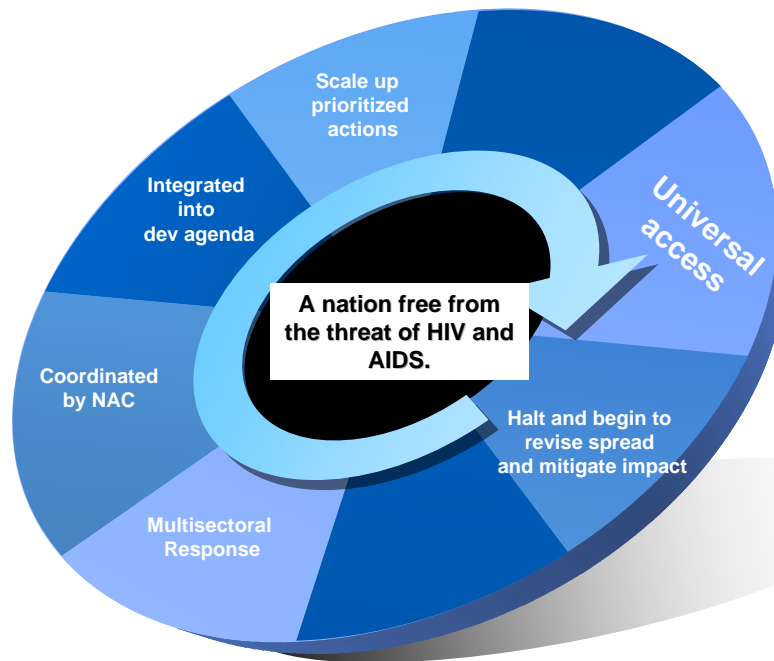 Scale up
prioritized
actions
Universal
access
Integrated
into
dev agenda
A nation free from
the threat of HIV and
AIDS.
Coordinated
by NAC
Halt and begin to
revise spread
and mitigate impact
Multisectoral
Response